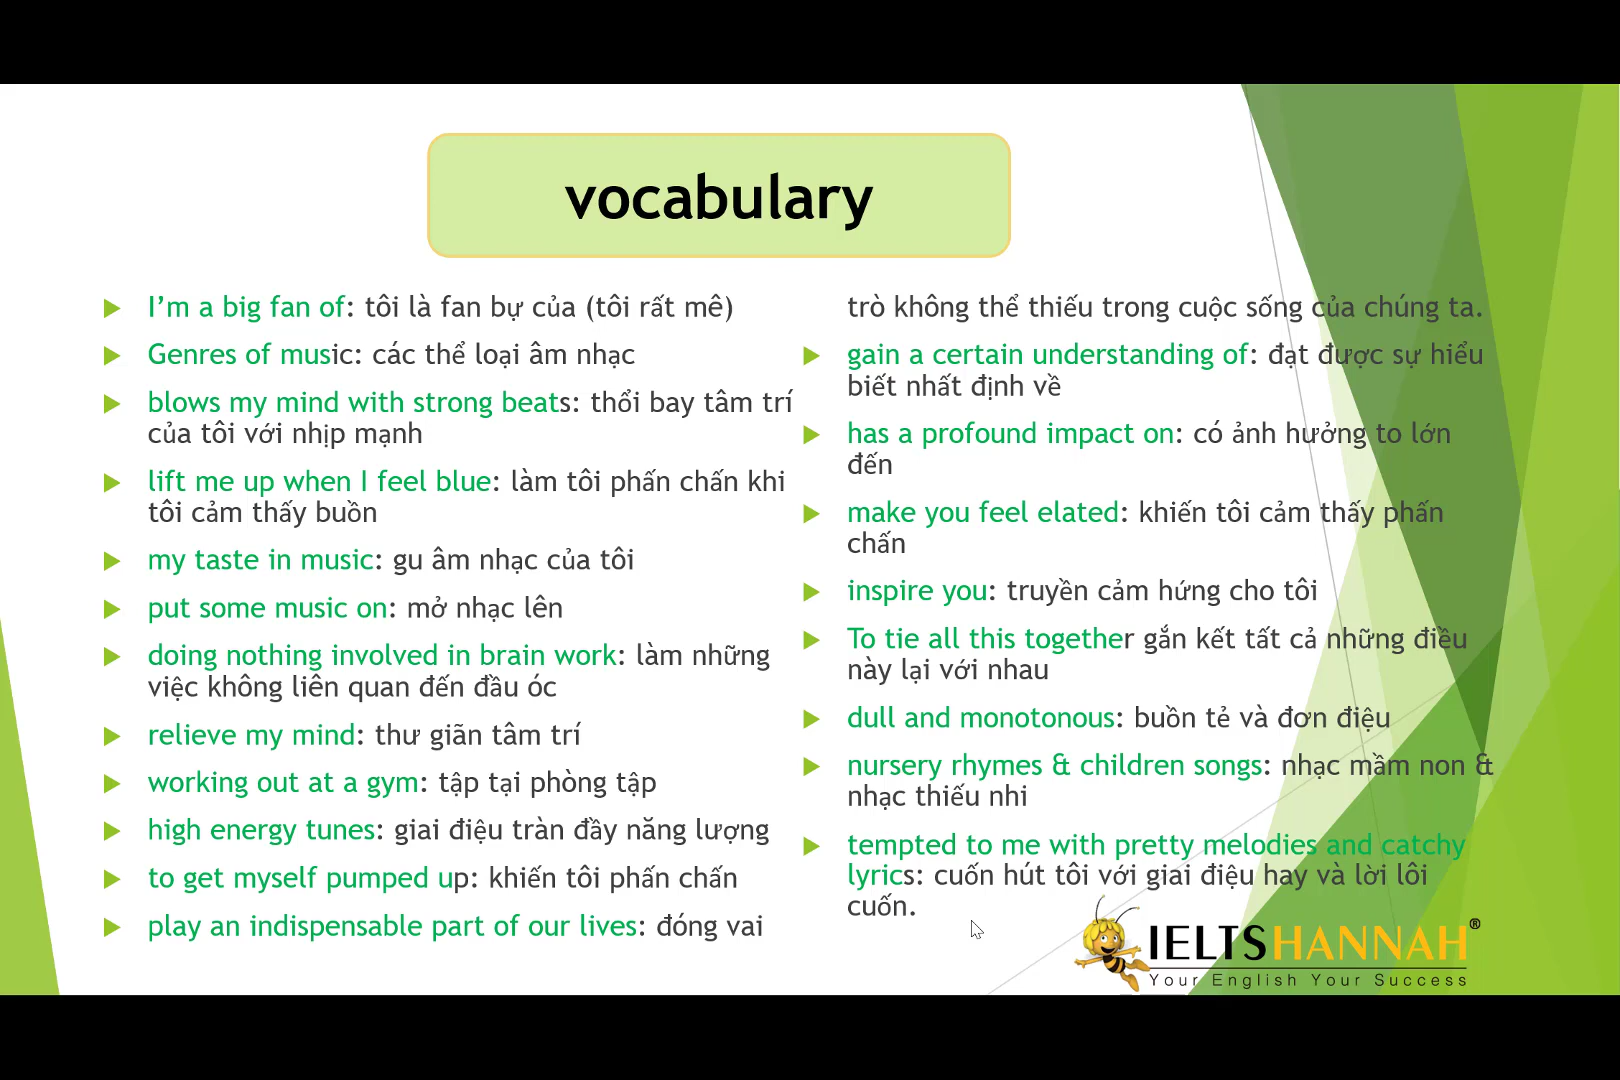 vocabulary
I’m a big fan of: tôi là fan bự của (tôi rất mê)
Genres of music: các thể loại âm nhạc
blows my mind with strong beats: thổi bay tâm trí
của tôi với nhịp mạnh
lift me up when I feel blue: làm tôi phấn chấn khi
tôi cảm thấy buồn
my taste in music: gu âm nhạc của tôi
put some music on: mở nhạc lên
doing nothing involved in brain work: làm những
việc không liên quan đến đầu óc
relieve my mind: thư giãn tâm trí
working out at a gym: tập tại phòng tập
high energy tunes: giai điệu tràn đầy năng lượng
to get myself pumped up: khiến tôi phấn chấn
play an indispensable part of our lives: đóng vai
trò không thể thiếu trong cuộc sống của chúng ta.
gain a certain understanding of: đạt được sự hiểu
biết nhất định về
has a profound impact on: có ảnh hưởng to lớn
đến
make you feel elated: khiến tôi cảm thấy phấn
chấn
inspire you: truyền cảm hứng cho tôi
To tie all this together gắn kết tất cả những điều
này lại với nhau
dull and monotonous: buồn tẻ và đơn điệu
nursery rhymes & children songs: nhạc mầm non &
nhạc thiếu nhi
tempted to me with pretty melodies and catchy
lyrics: cuốn hút tôi với giai điệu hay và lời lôi
cuốn.
IELTSHANNAH®
Your English Your Success